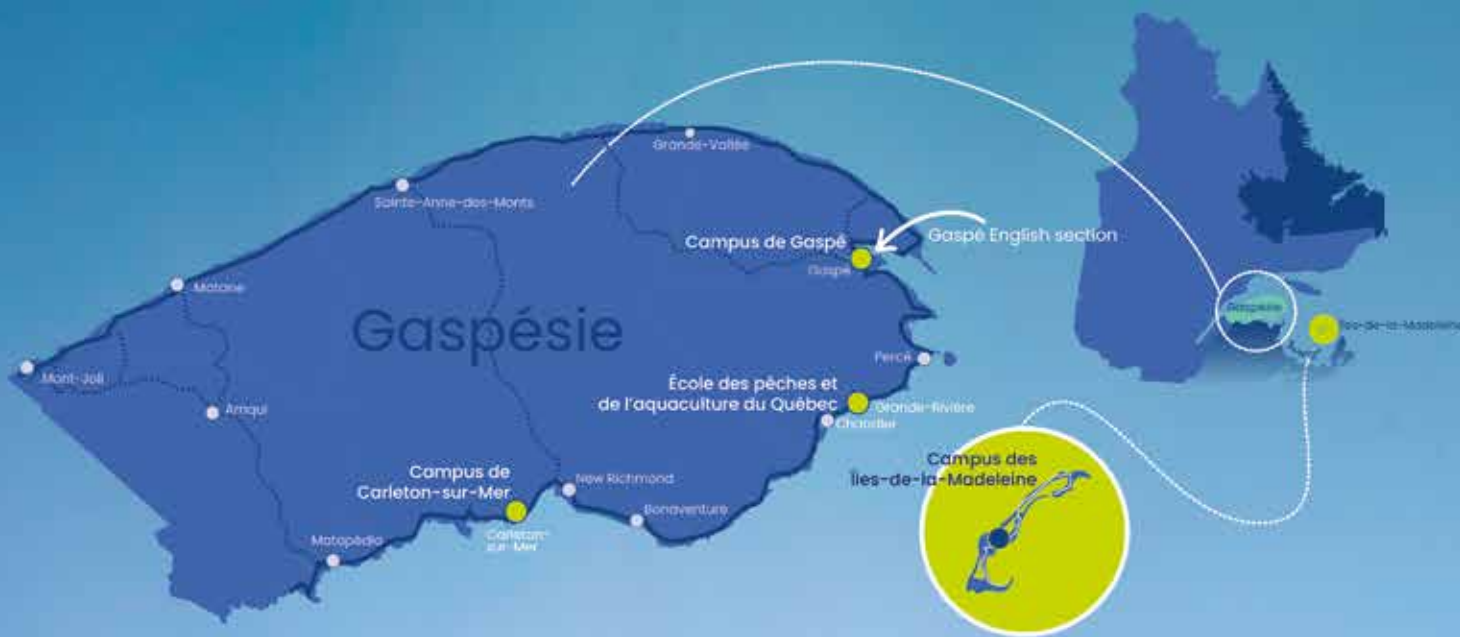 Grande-Vallée
Sainte-Anne-des-Monts
Campus de Gaspé
Gaspé English section
Gaspé
Matane
Gaspésie
Gaspésie
Îles-de-la-Madeleine
Mont-Joli
Percé
Amqui
École des pêches et
de l'aquaculture du Québec
Grande-Rivière
Chandler
Campus de
Carleton-sur-Mer
New Richmond
Bonaventure
Carleton-
sur-Mer
Matapédia
Campus des
Îles-de-la-Madeleine